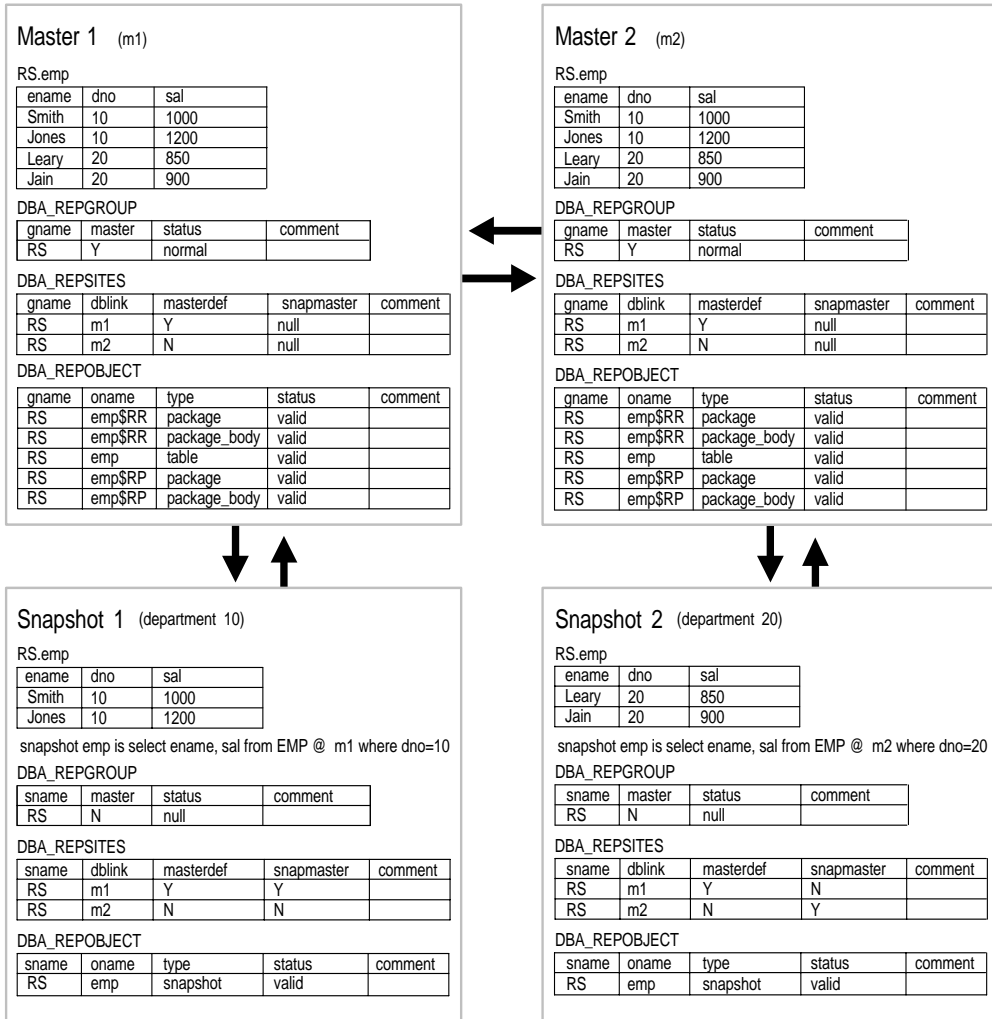 Master 1 (m1)
RS.emp
ename dno sal
Smith 10 1000
Jones 10 1200
Leary 20 850
Jain 20 900
DBA_REPGROUP
gname master status comment
RS Y normal
DBA_REPSITES
gname dblink masterdef snapmaster comment
RS m1 Y null
RS m2 N null
DBA_REPOBJECT
gname oname type status comment
RS emp$RR package valid
RS emp$RR package_body valid
RS emp table valid
RS emp$RP package valid
RS emp$RP package_body valid
Master 2 (m2)
RS.emp
ename dno sal
Smith 10 1000
Jones 10 1200
Leary 20 850
Jain 20 900
DBA_REPGROUP
gname master status comment
RS Y normal
DBA_REPSITES
gname dblink masterdef snapmaster comment
RS m1 Y null
RS m2 N null
DBA_REPOBJECT
gname oname type status comment
RS emp$RR package valid
RS emp$RR package_body valid
RS emp table valid
RS emp$RP package valid
RS emp$RP package_body valid
Snapshot 1 (department 10)
RS.emp
ename dno sal
Smith 10 1000
Jones 10 1200
snapshot emp is select ename, sal from EMP @ m1 where dno=10
DBA_REPGROUP
sname master status comment
RS N null
DBA_REPSITES
sname dblink masterdef snapmaster comment
RS m1 Y Y
RS m2 N N
DBA_REPOBJECT
sname oname type status comment
RS emp snapshot valid
Snapshot 2 (department 20)
RS.emp
ename dno sal
Leary 20 850
Jain 20 900
snapshot emp is select ename, sal from EMP @ m2 where dno=20
DBA_REPGROUP
sname master status comment
RS N null
DBA_REPSITES
sname dblink masterdef snapmaster comment
RS m1 Y N
RS m2 N Y
DBA_REPOBJECT
sname oname type status comment
RS emp snapshot valid